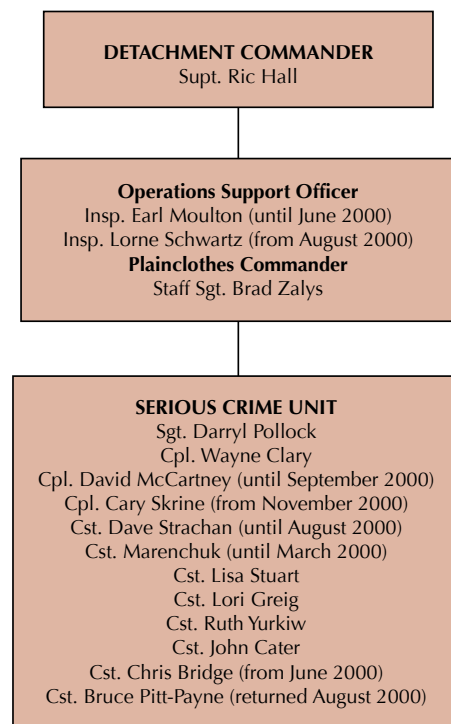 DETACHMENT COMMANDER
Supt. Ric Hall
Operations Support Officer
Insp. Earl Moulton (until June 2000)
Insp. Lorne Schwartz (from August 2000)
Plainclothes Commander
Staff Sgt. Brad Zalys
SERIOUS CRIME UNIT
Sgt. Darryl Pollock
Cpl. Wayne Clary
Cpl. David McCartney (until September 2000)
Cpl. Cary Skrine (from November 2000)
Cst. Dave Strachan (until August 2000)
Cst. Marenchuk (until March 2000)
Cst. Lisa Stuart
Cst. Lori Greig
Cst. Ruth Yurkiw
Cst. John Cater
Cst. Chris Bridge (from June 2000)
Cst. Bruce Pitt-Payne (returned August 2000)